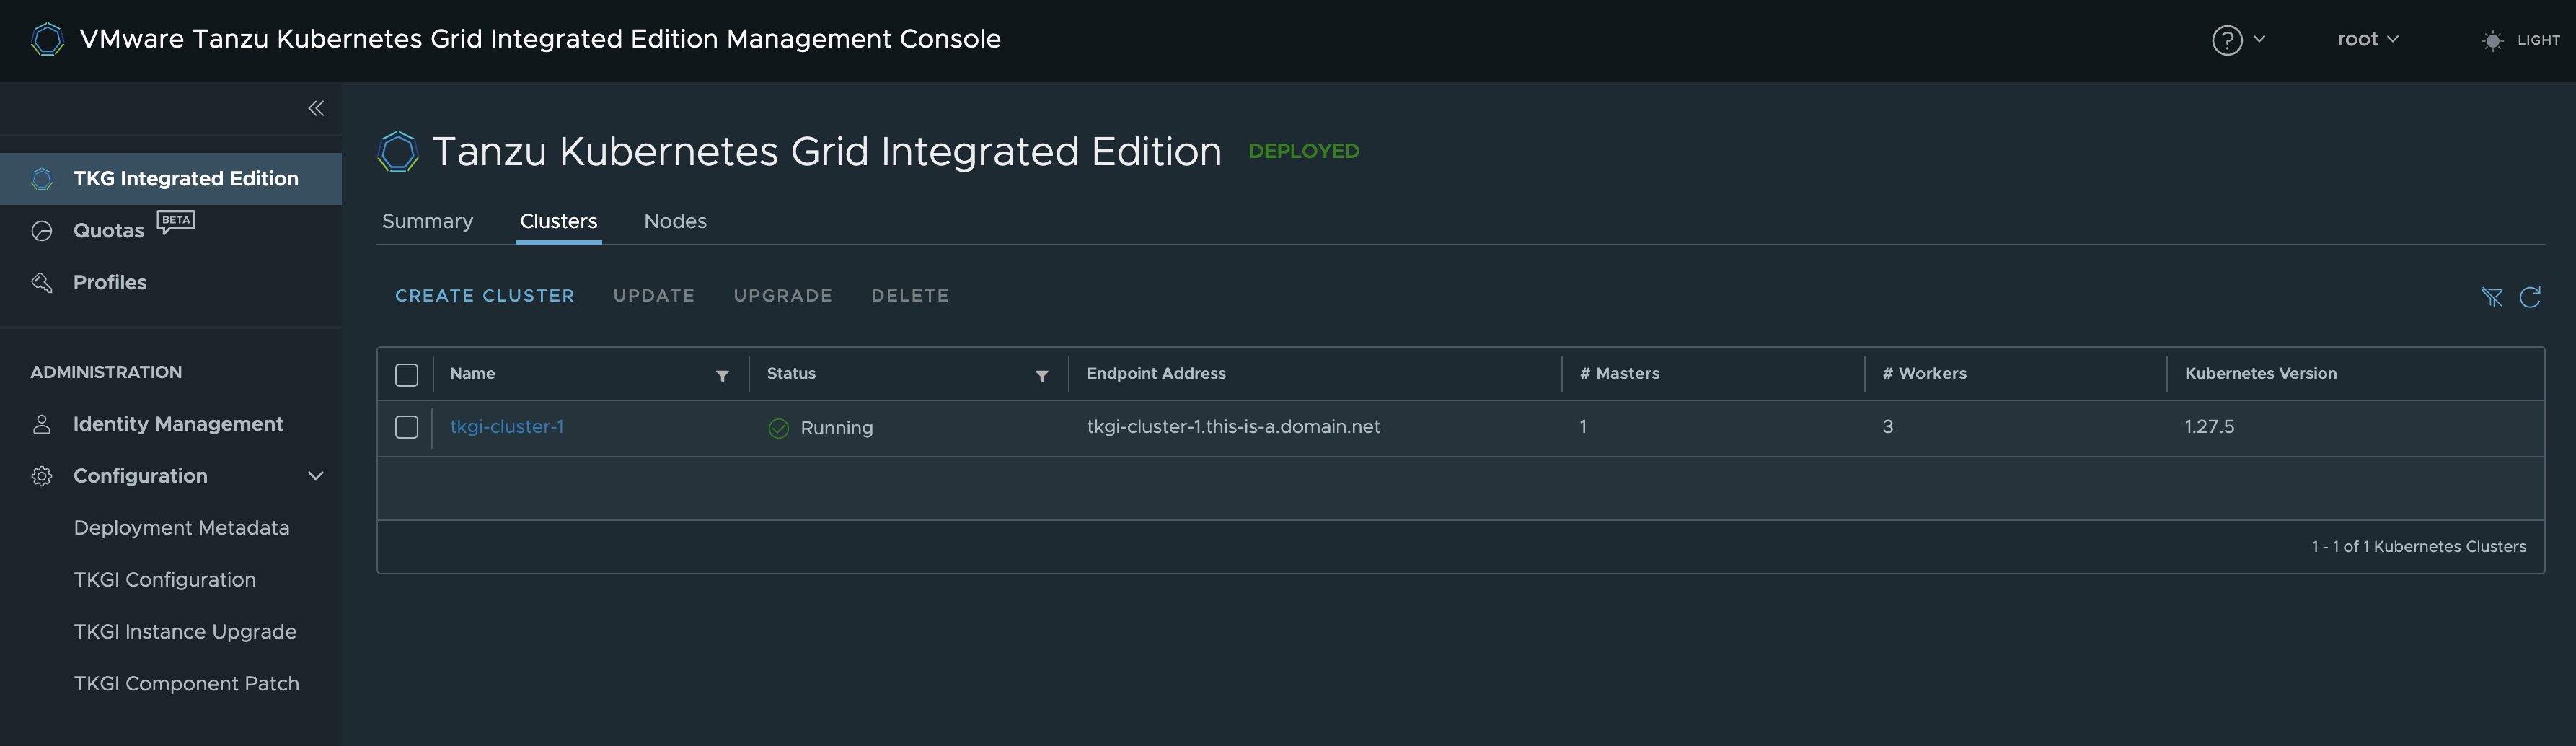 VMware Tanzu Kubernetes Grid Integrated Edition Management Console
root
LIGHT
TKG Integrated Edition
Quotas BETA
Profiles
ADMINISTRATION
Identity Management
Configuration
Deployment Metadata
TKGI Configuration
TKGI Instance Upgrade
TKGI Component Patch
Tanzu Kubernetes Grid Integrated Edition DEPLOYED
Summary Clusters Nodes
CREATE CLUSTER UPDATE UPGRADE DELETE
Name Status Endpoint Address # Masters # Workers Kubernetes Version
tkgi-cluster-1 Running tkgi-cluster-1.this-is-a.domain.net 1 3 1.27.5
1 - 1 of 1 Kubernetes Clusters